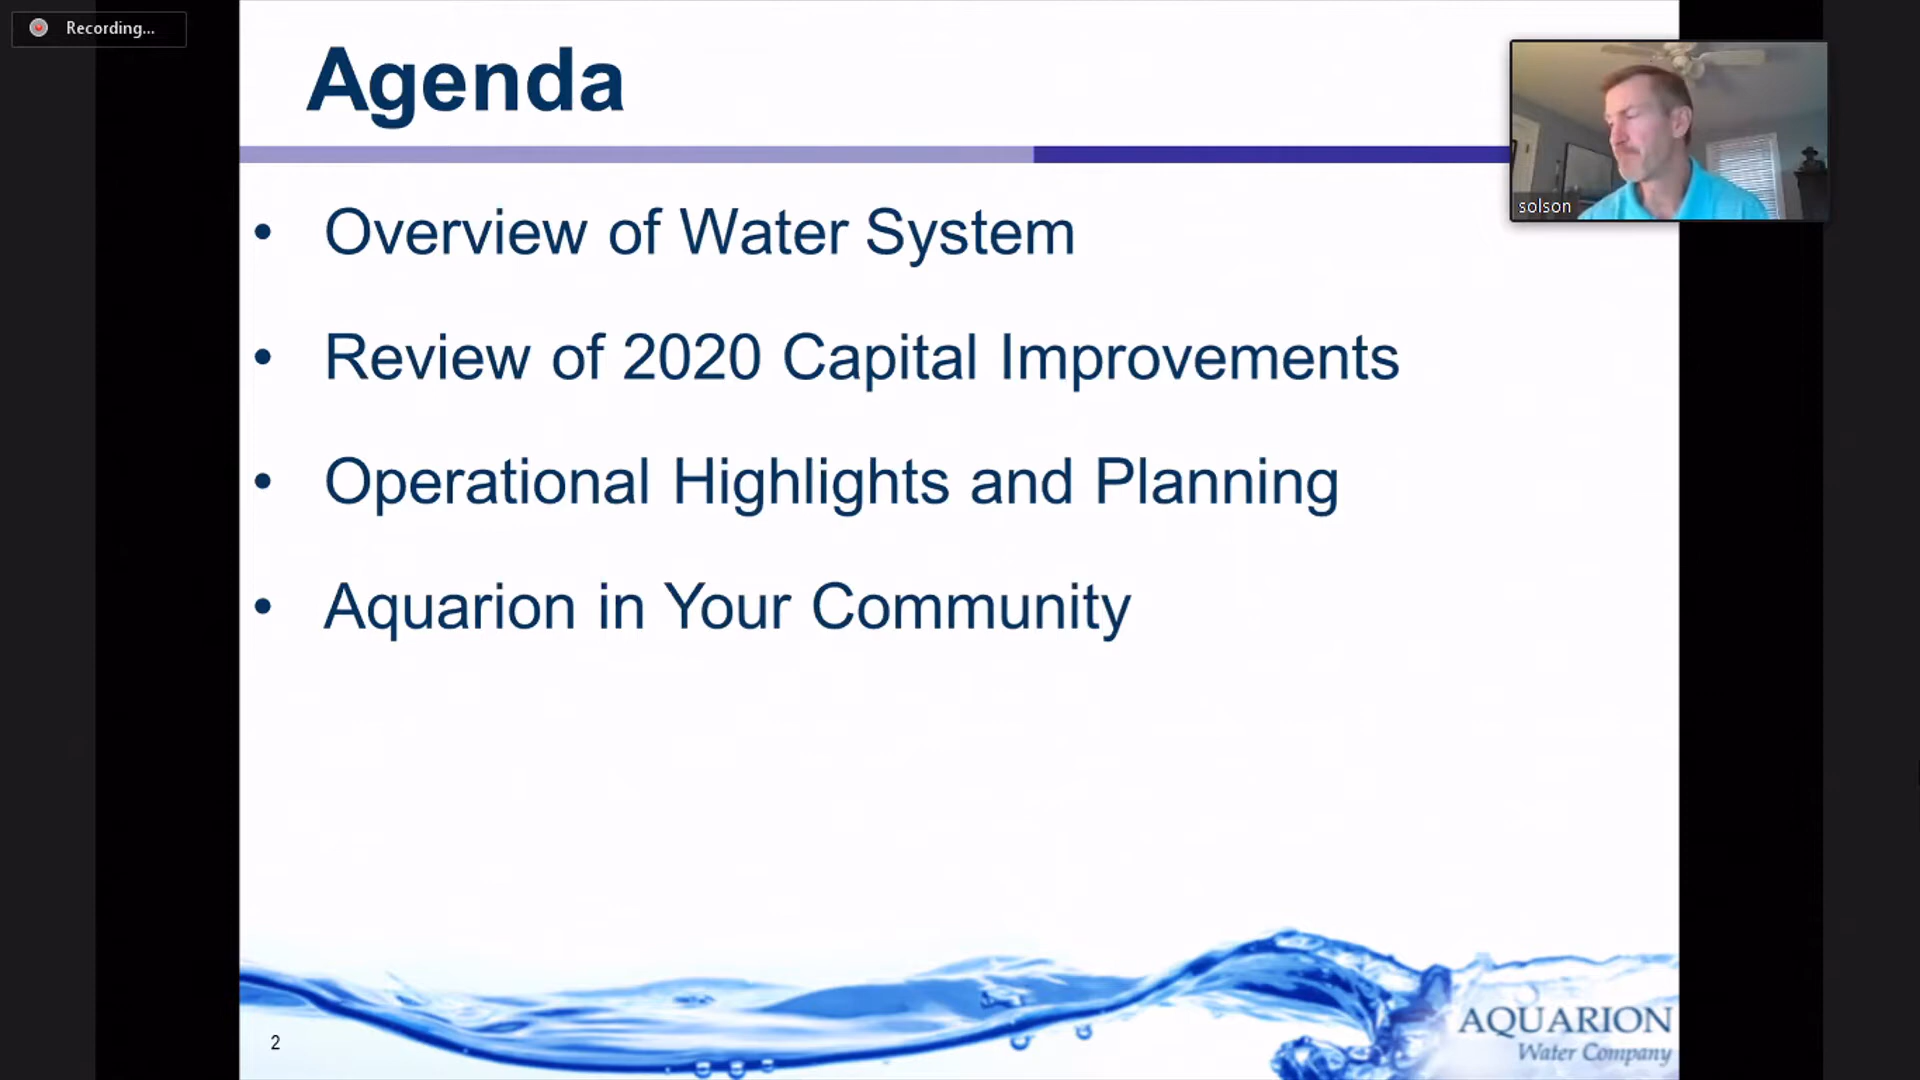 Recording...
Agenda
solson
• Overview of Water System
• Review of 2020 Capital Improvements
• Operational Highlights and Planning
• Aquarion in Your Community
2
AQUARION
Water Company